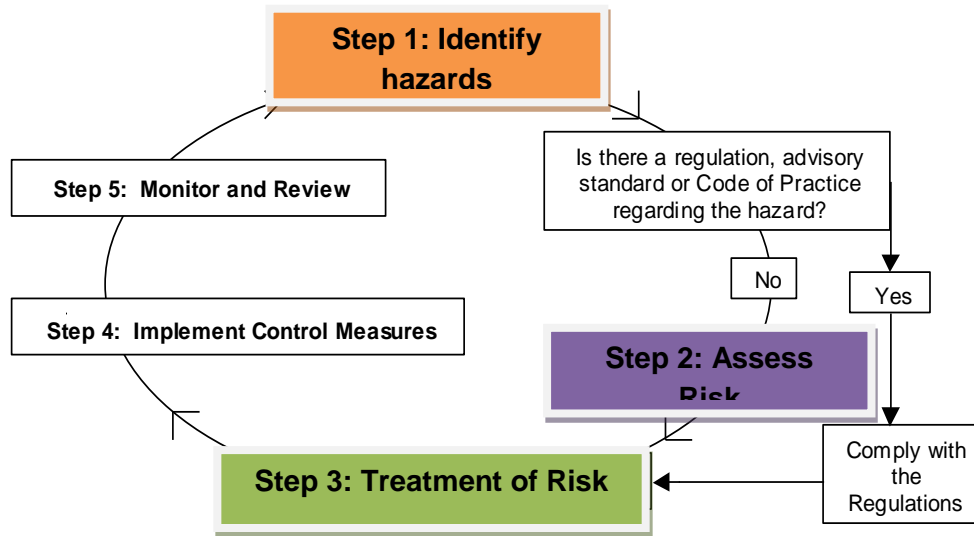 Step 1: Identify
hazards
Is there a regulation, advisory
standard or Code of Practice
regarding the hazard?
No
Yes
Step 2: Assess
Risk
Comply with
the
Regulations
Step 3: Treatment of Risk
Step 4:  Implement Control Measures
Step 5:  Monitor and Review